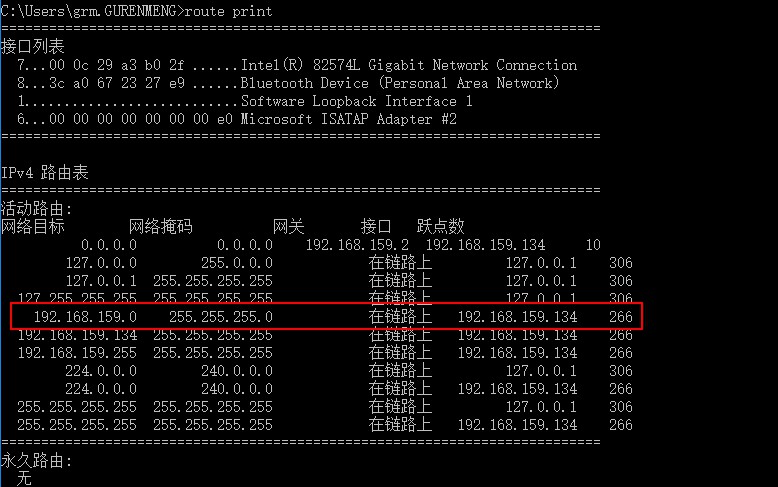 C:\Users\grm.GURENMENG>route print
===========================================================================
接口列表
  7...00 0c 29 a3 b0 2f ......Intel(R) 82574L Gigabit Network Connection
  8...3c a0 67 23 27 e9 ......Bluetooth Device (Personal Area Network)
  1...........................Software Loopback Interface 1
  6...00 00 00 00 00 00 00 e0 Microsoft ISATAP Adapter #2
===========================================================================
IPv4 路由表
===========================================================================
活动路由:
网络目标        网络掩码          网关       接口   跃点数
          0.0.0.0          0.0.0.0    192.168.159.2  192.168.159.134     10
        127.0.0.0        255.0.0.0            在链路上         127.0.0.1    306
        127.0.0.1  255.255.255.255            在链路上         127.0.0.1    306
  127.255.255.255  255.255.255.255            在链路上         127.0.0.1    306
    192.168.159.0    255.255.255.0            在链路上   192.168.159.134    266
  192.168.159.134  255.255.255.255            在链路上   192.168.159.134    266
  192.168.159.255  255.255.255.255            在链路上   192.168.159.134    266
        224.0.0.0        240.0.0.0            在链路上         127.0.0.1    306
        224.0.0.0        240.0.0.0            在链路上   192.168.159.134    266
  255.255.255.255  255.255.255.255            在链路上         127.0.0.1    306
  255.255.255.255  255.255.255.255            在链路上   192.168.159.134    266
===========================================================================
永久路由:
  无